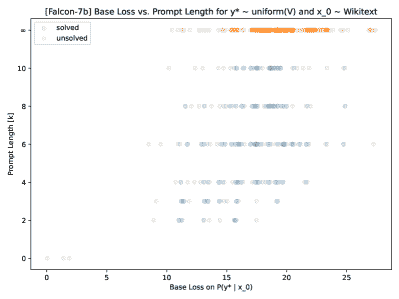 [Falcon-7b] Base Loss vs. Prompt Length for y* ~ uniform(V) and x_0 ~ Wikitext
solved
unsolved
∞
10
8
6
4
2
0
Prompt Length [k]
0 5 10 15 20 25
Base Loss on P(y* | x_0)